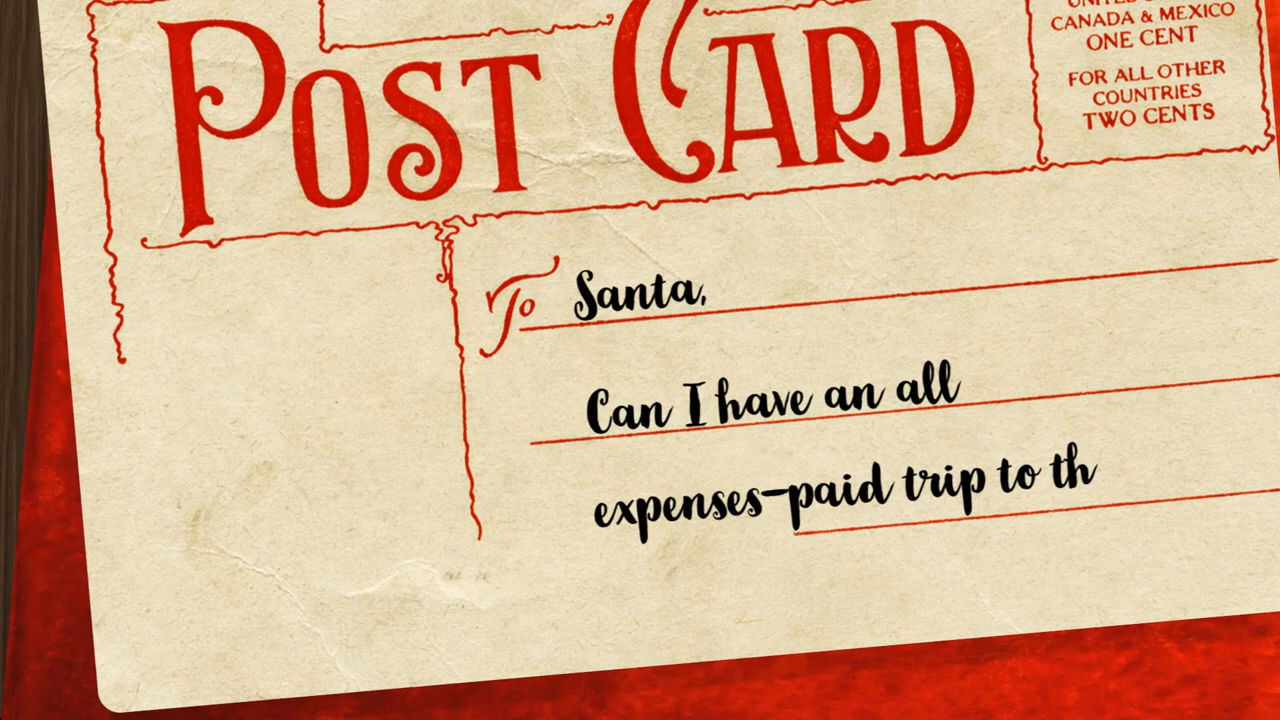 POST CARD
CANADA & MEXICO
ONE CENT
FOR ALL OTHER
COUNTRIES
TWO CENTS
To Santa,
Can I have an all
expenses-paid trip to th